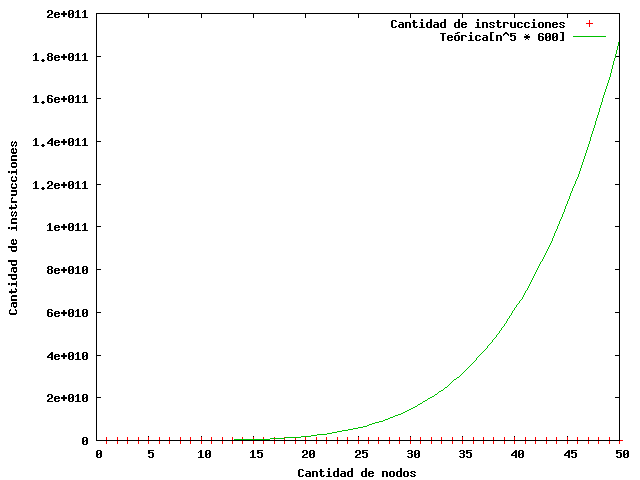 Cantidad de instrucciones
Teórica[n^5 * 600]
2e+011
1.8e+011
1.6e+011
1.4e+011
1.2e+011
1e+011
8e+010
6e+010
4e+010
2e+010
0
Cantidad de instrucciones
0 5 10 15 20 25 30 35 40 45 50
Cantidad de nodos